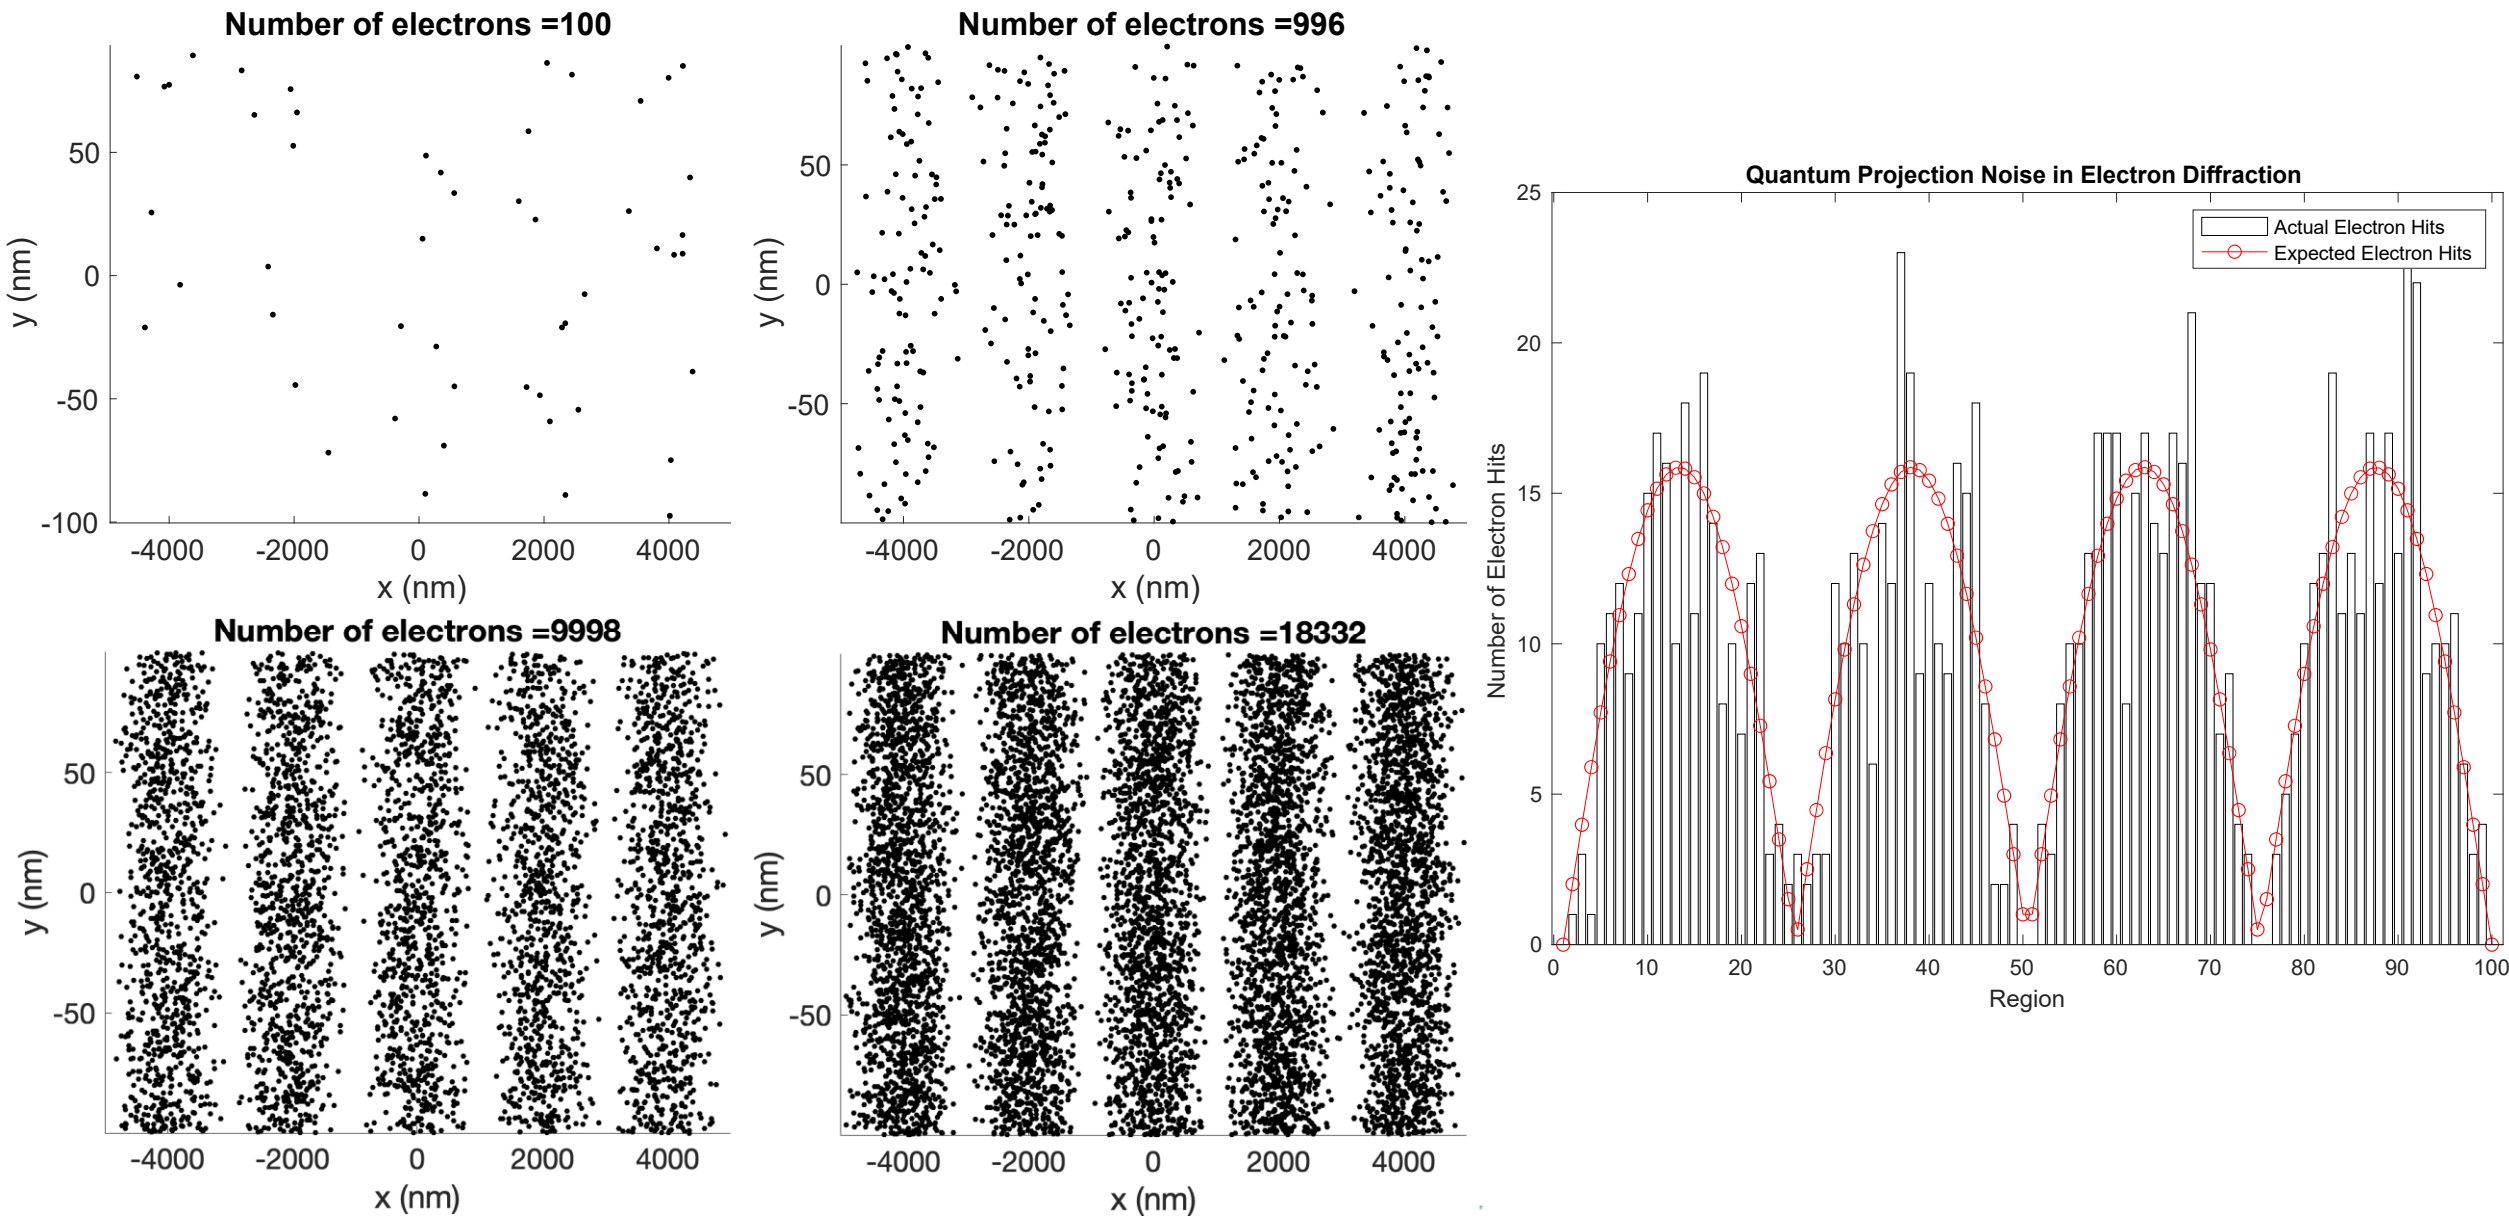 Number of electrons =100
50
0
-50
-100
y (nm)
-4000 -2000 0 2000 4000
x (nm)
Number of electrons =996
50
0
-50
y (nm)
-4000 -2000 0 2000 4000
x (nm)
Number of electrons =9998
50
0
-50
y (nm)
-4000 -2000 0 2000 4000
x (nm)
Number of electrons =18332
50
0
-50
y (nm)
-4000 -2000 0 2000 4000
x (nm)
Quantum Projection Noise in Electron Diffraction
Actual Electron Hits
Expected Electron Hits
25
20
15
10
5
0
Number of Electron Hits
0 10 20 30 40 50 60 70 80 90 100
Region